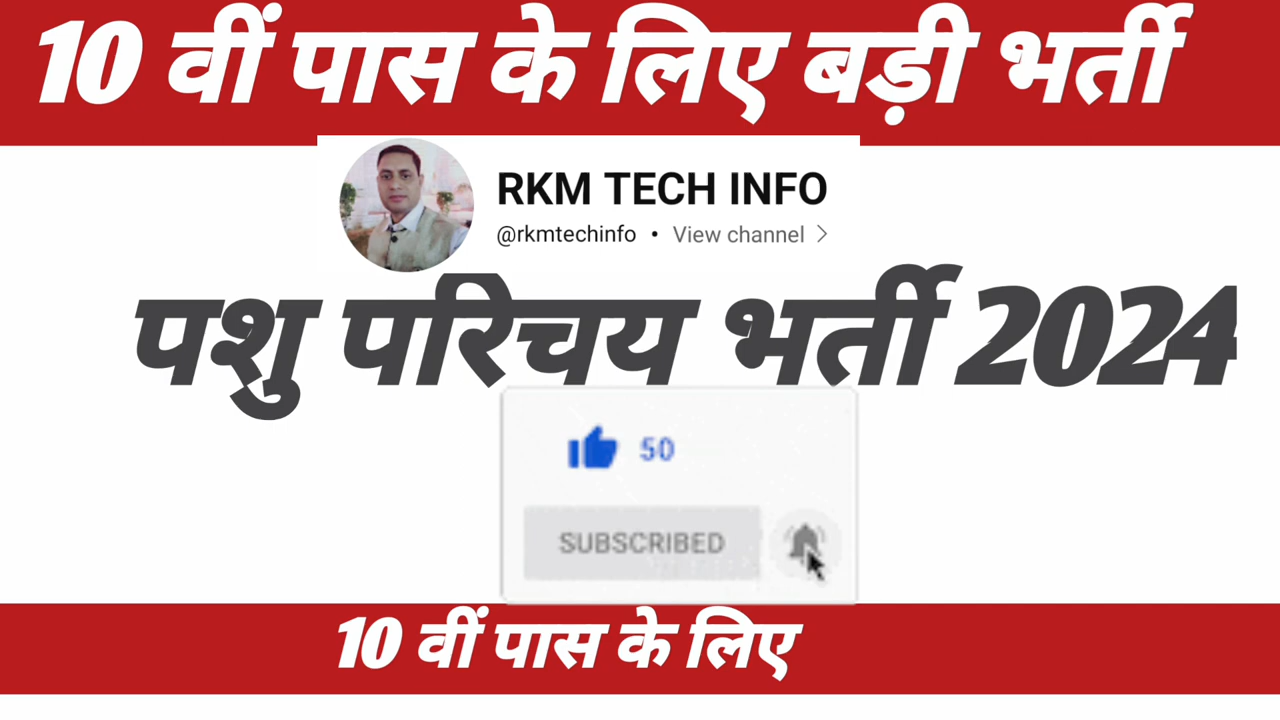 10 वीं पास के लिए बड़ी भर्ती
RKM TECH INFO
@rkmtechinfo • View channel >
पशु परिचय भर्ती 2024
50
SUBSCRIBED
10 वीं पास के लिए